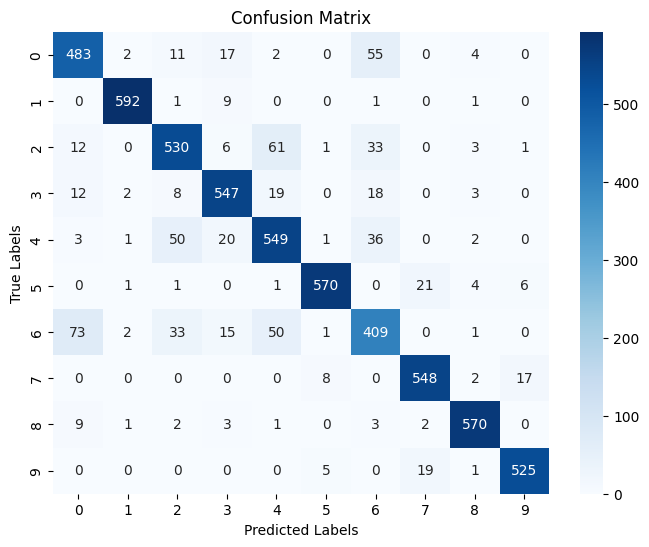 Confusion Matrix
0 483 2 11 17 2 0 55 0 4 0
1 0 592 1 9 0 0 1 0 1 0
2 12 0 530 6 61 1 33 0 3 1
3 12 2 8 547 19 0 18 0 3 0
4 3 1 50 20 549 1 36 0 2 0
5 0 1 1 0 1 570 0 21 4 6
6 73 2 33 15 50 1 409 0 1 0
7 0 0 0 0 0 8 0 548 2 17
8 9 1 2 3 1 0 3 2 570 0
9 0 0 0 0 0 5 0 19 1 525
0 1 2 3 4 5 6 7 8 9
Predicted Labels
True Labels
500
400
300
200
100
0